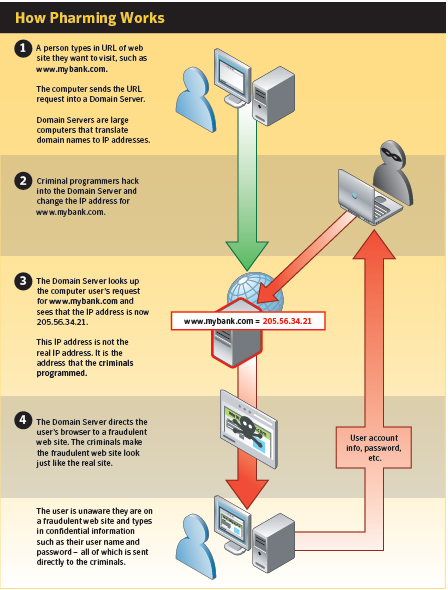 How Pharming Works
1
A person types in URL of web
site they want to visit, such as
www.mybank.com.
The computer sends the URL
request into a Domain Server.
Domain Servers are large
computers that translate
domain names to IP addresses.
2
Criminal programmers hack
into the Domain Server and
change the IP address for
www.mybank.com.
3
The Domain Server looks up
the computer user's request
for www.mybank.com and
sees that the IP address is now
205.56.34.21.
This IP address is not the
real IP address. It is the
address that the criminals
programmed.
www.mybank.com = 205.56.34.21
4
The Domain Server directs the
user's browser to a fraudulent
web site. The criminals make
the fraudulent web site look
just like the real site.
User account
info, password,
etc.
The user is unaware they are on
a fraudulent web site and types
in confidential information
such as their user name and
password – all of which is sent
directly to the criminals.